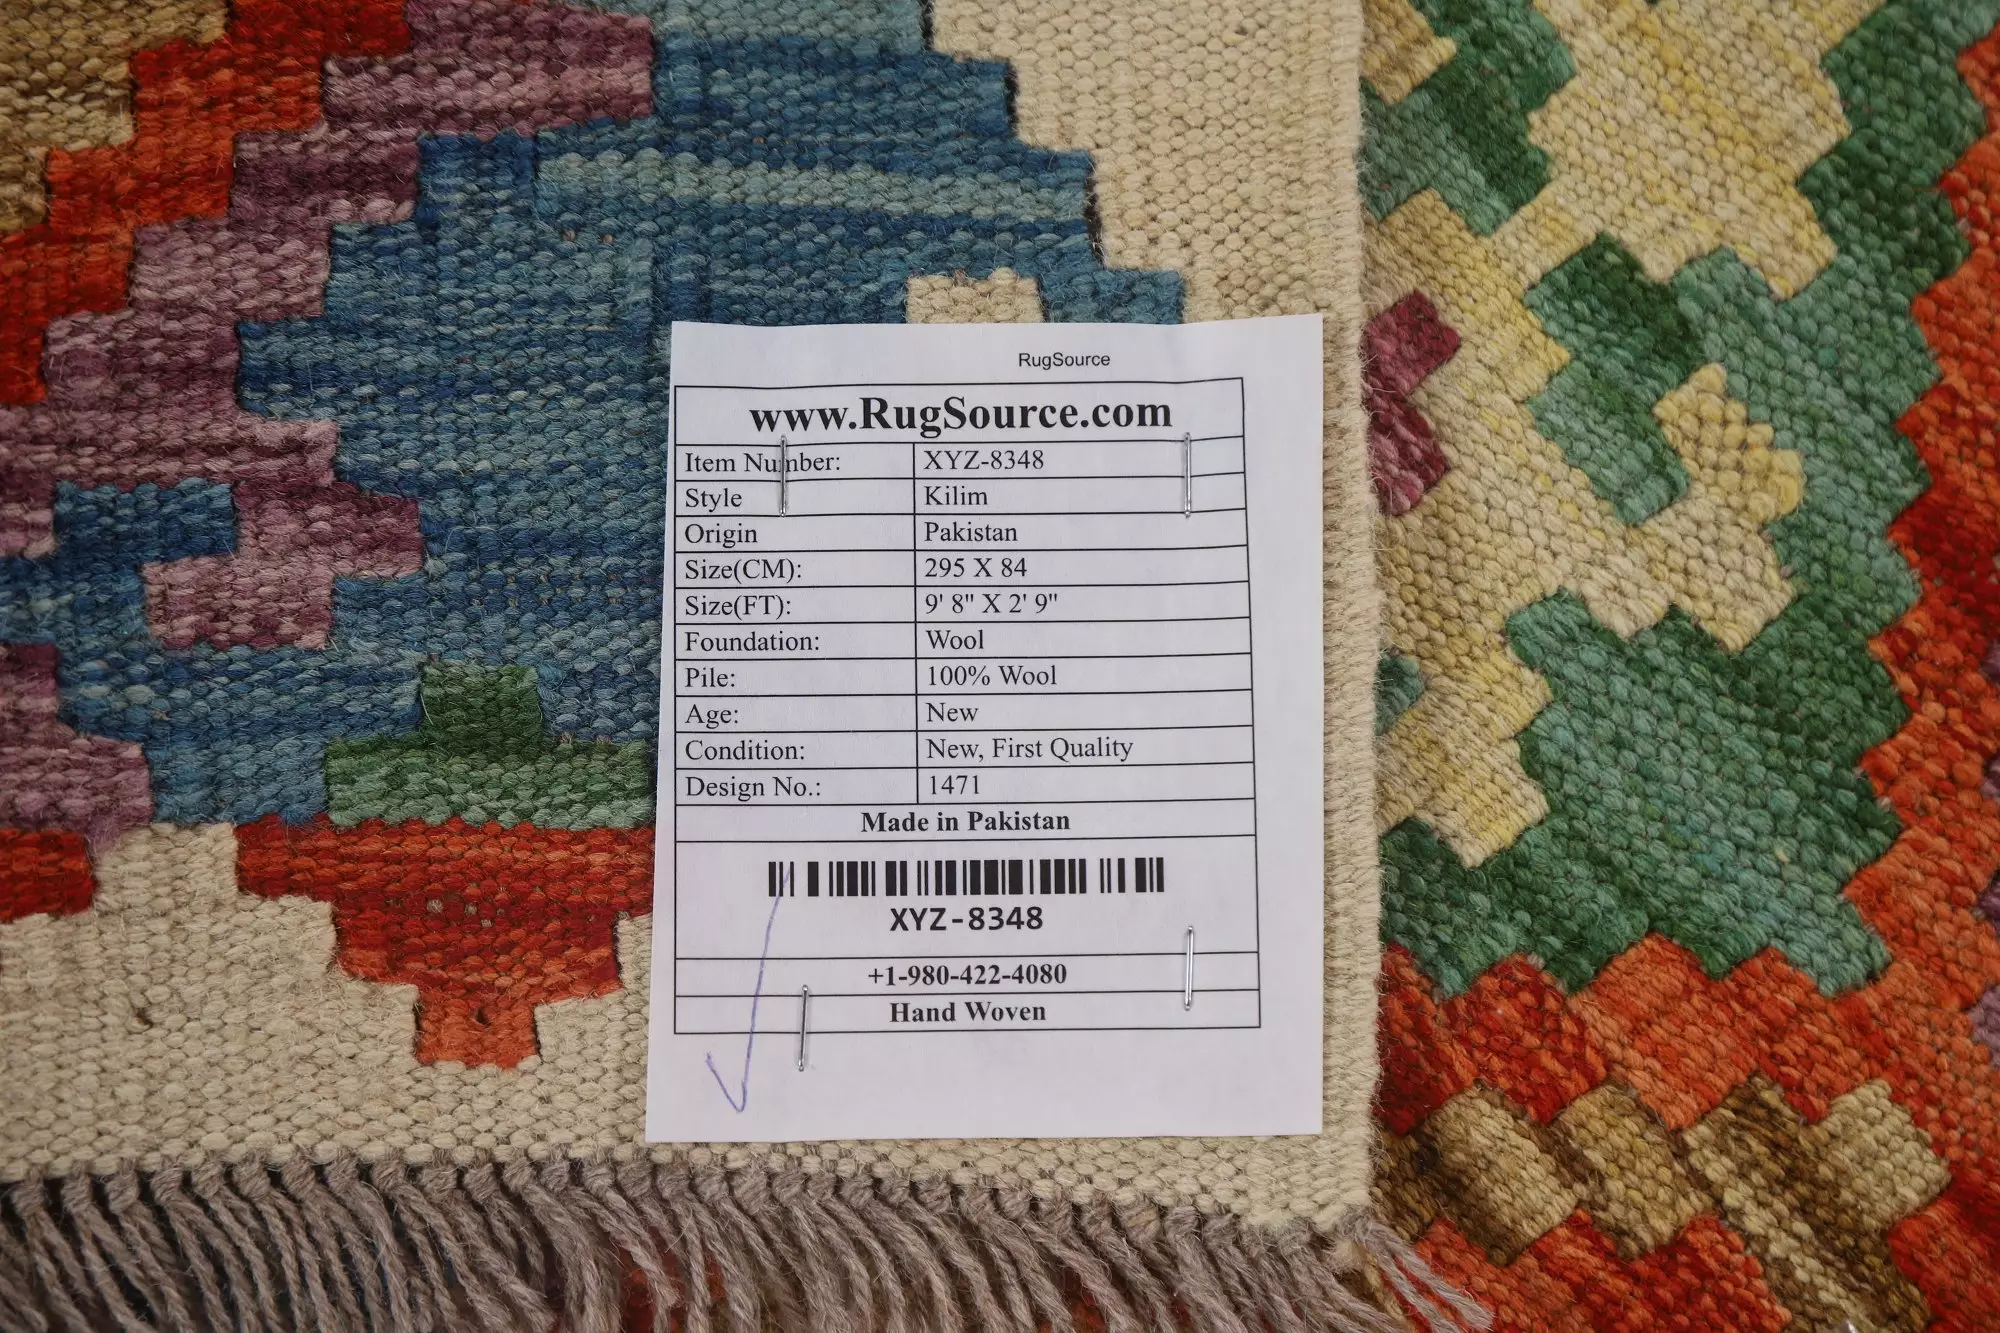 RugSource
www.RugSource.com
Item Number: XYZ-8348
Style Kilim
Origin Pakistan
Size(CM): 295 X 84
Size(FT): 9' 8" X 2' 9"
Foundation: Wool
Pile: 100% Wool
Age: New
Condition: New, First Quality
Design No.: 1471
Made in Pakistan
XYZ-8348
+1-980-422-4080
Hand Woven